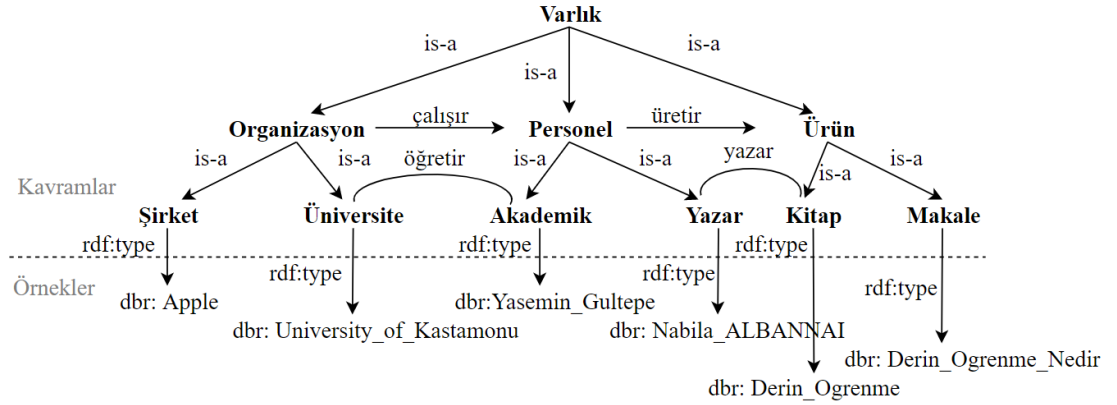 Varlık
is-a
is-a
is-a
Organizasyon
çalışır
Personel
üretir
Ürün
is-a
is-a
öğretir
is-a
is-a
yazar
is-a
is-a
Kavramlar
Şirket
Üniversite
Akademik
Yazar
Kitap
Makale
rdf:type
rdf:type
rdf:type
rdf:type
rdf:type
rdf:type
Örnekler
dbr: Apple
dbr:Yasemin_Gultepe
dbr: University_of_Kastamonu
dbr: Nabila_ALBANNAI
dbr: Derin_Ogrenme_Nedir
dbr: Derin_Ogrenme